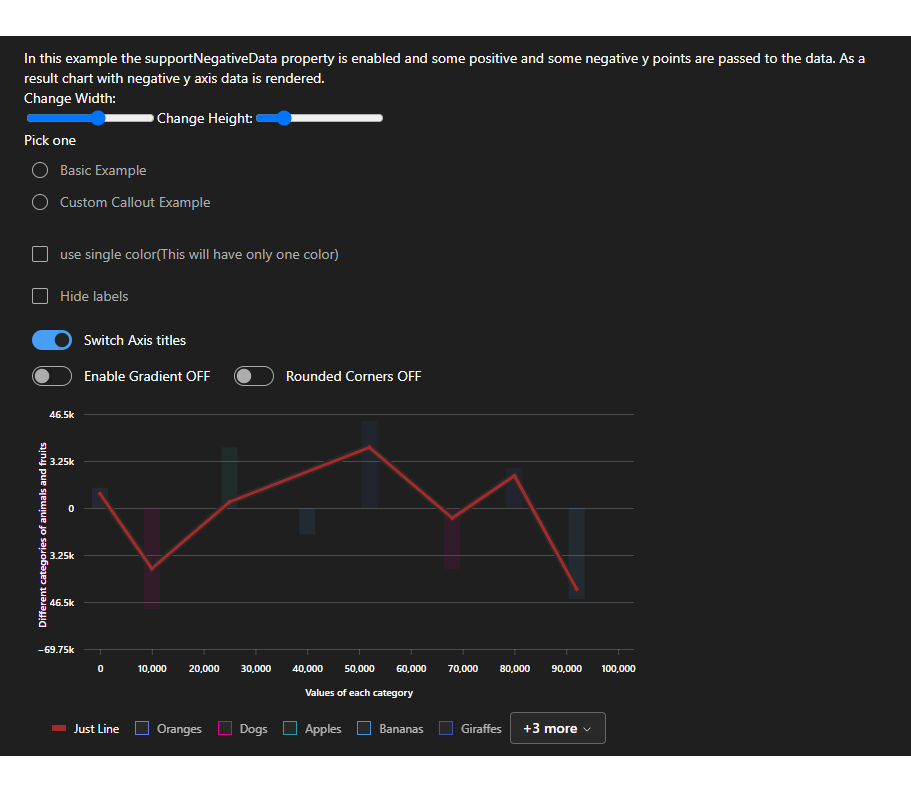 In this example the supportNegativeData property is enabled and some positive and some negative y points are passed to the data. As a
result chart with negative y axis data is rendered.
Change Width:
Change Height:
Pick one
Basic Example
Custom Callout Example
use single color(This will have only one color)
Hide labels
Switch Axis titles
Enable Gradient OFF
Rounded Corners OFF
Different categories of animals and fruits
46.5k
3.25k
0
3.25k
46.5k
−69.75k
0 10,000 20,000 30,000 40,000 50,000 60,000 70,000 80,000 90,000 100,000
Values of each category
Just Line Oranges Dogs Apples Bananas Giraffes +3 more